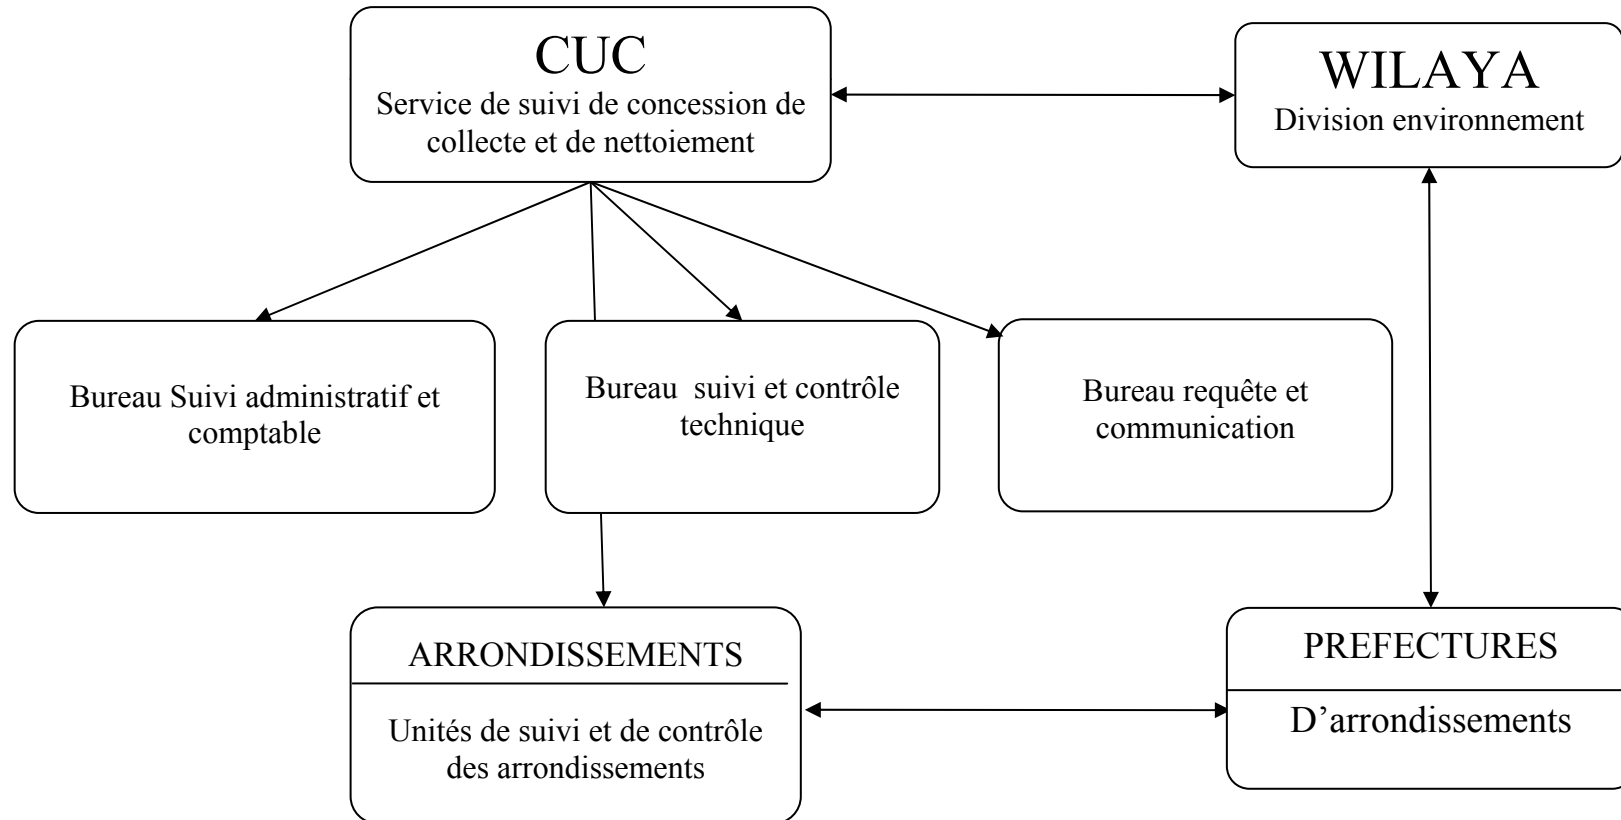 CUC
Service de suivi de concession de
collecte et de nettoiement
WILAYA
Division environnement
Bureau Suivi administratif et
comptable
Bureau  suivi et contrôle
technique
Bureau requête et
communication
ARRONDISSEMENTS
Unités de suivi et de contrôle
des arrondissements
PREFECTURES
D’arrondissements